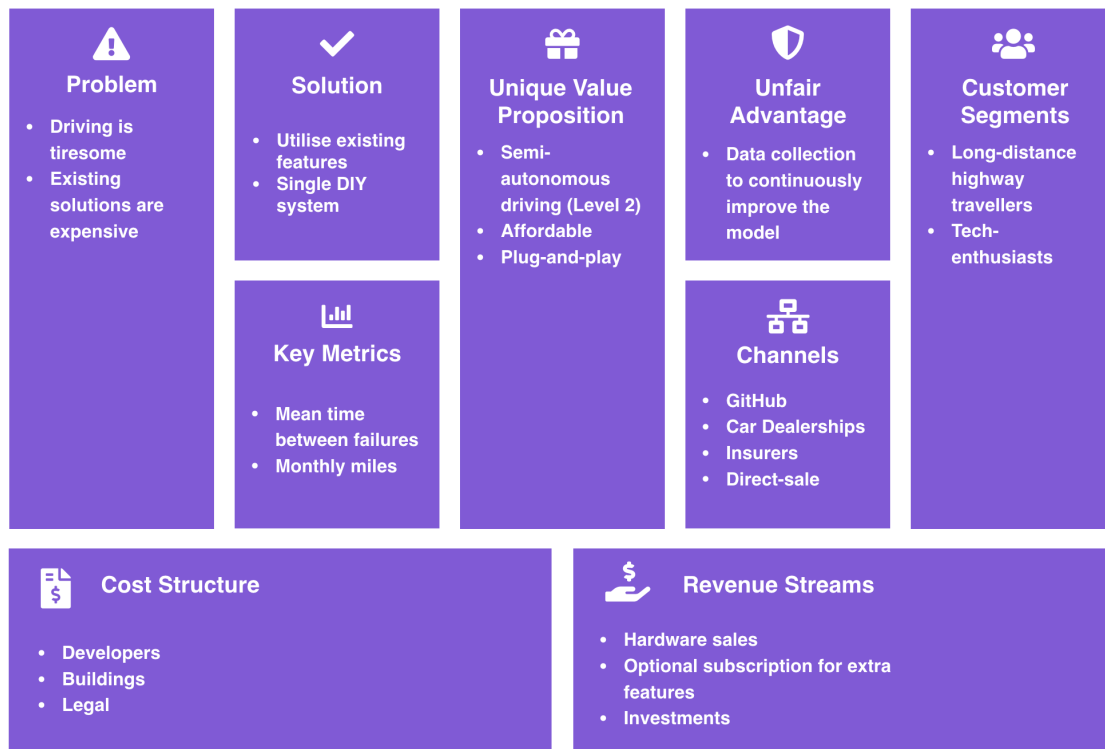 Problem
• Driving is
tiresome
• Existing
solutions are
expensive
Solution
• Utilise existing
features
• Single DIY
system
Key Metrics
• Mean time
between failures
• Monthly miles
Unique Value
Proposition
• Semi-
autonomous
driving (Level 2)
• Affordable
• Plug-and-play
Unfair
Advantage
• Data collection
to continuously
improve the
model
Channels
• GitHub
• Car Dealerships
• Insurers
• Direct-sale
Customer
Segments
• Long-distance
highway
travellers
• Tech-
enthusiasts
$
Cost Structure
• Developers
• Buildings
• Legal
$
Revenue Streams
• Hardware sales
• Optional subscription for extra
features
• Investments